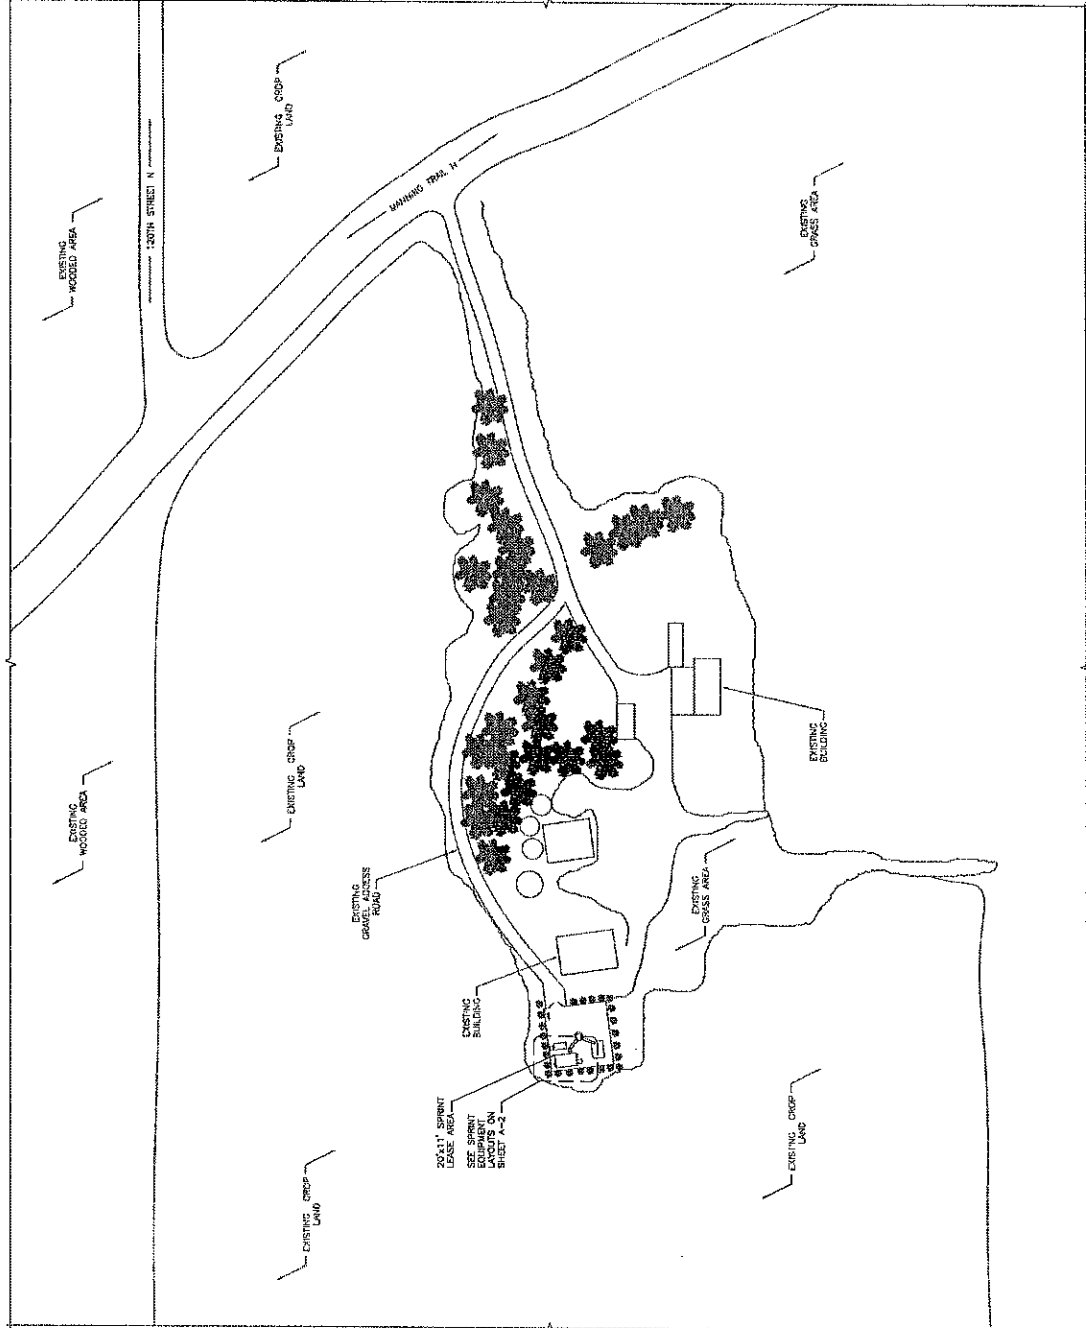 EXISTING
WOODED AREA
120TH STREET N
EXISTING CROP
LAND
MANNING TRAIL N
EXISTING
GRASS AREA
EXISTING
WOODED AREA
EXISTING CROP
LAND
EXISTING
GRAVEL ACCESS
ROAD
EXISTING
BUILDING
EXISTING
GRASS AREA
EXISTING
BUILDING
20'x11' SPRINT
LEASE AREA
SEE SPRINT
EQUIPMENT
LAYOUTS ON
SHEET A-2
EXISTING CROP
LAND
EXISTING CROP
LAND